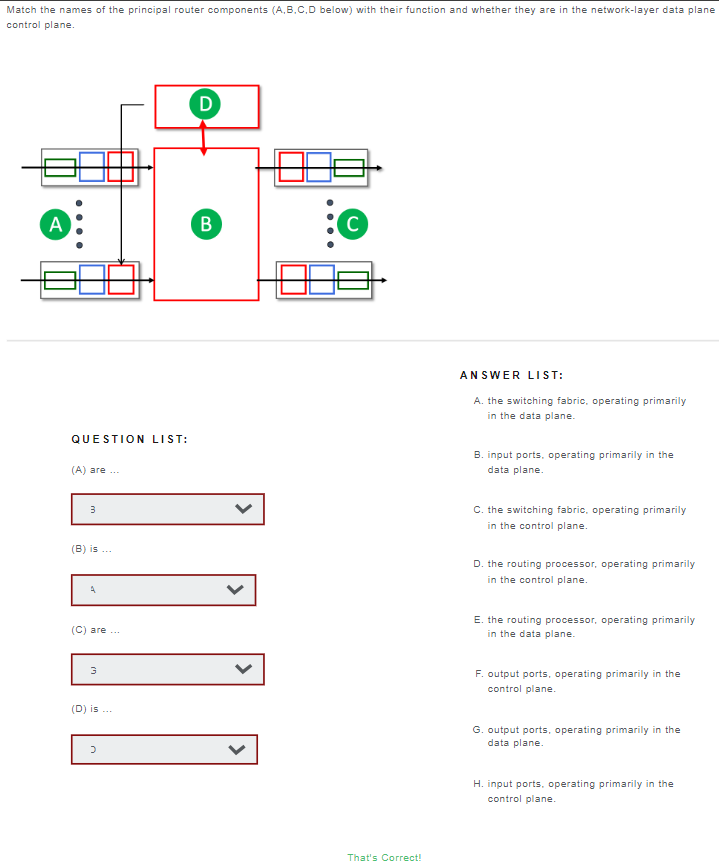 Match the names of the principal router components (A,B,C,D below) with their function and whether they are in the network-layer data plane
control plane.
D
A
B
C
QUESTION LIST:
(A) are ...
(B) is ...
(C) are ...
(D) is ...
ANSWER LIST:
A. the switching fabric, operating primarily
in the data plane.
B. input ports, operating primarily in the
data plane.
C. the switching fabric, operating primarily
in the control plane.
D. the routing processor, operating primarily
in the control plane.
E. the routing processor, operating primarily
in the data plane.
F. output ports, operating primarily in the
control plane.
G. output ports, operating primarily in the
data plane.
H. input ports, operating primarily in the
control plane.
That's Correct!